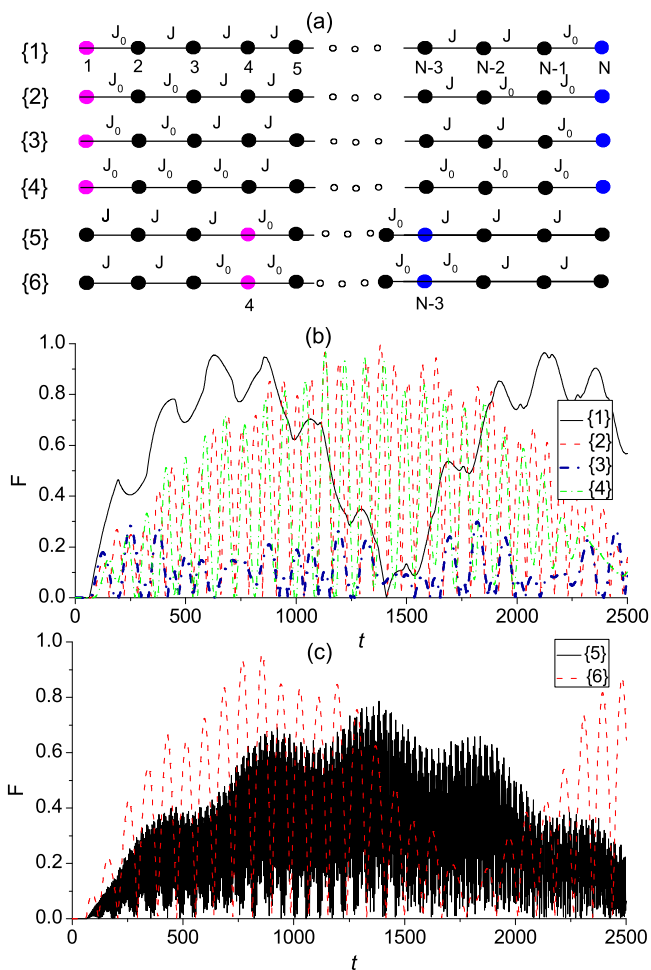 (a)
{1} J₀ J J J J J J₀
1 2 3 4 5 N-3 N-2 N-1 N
{2} J₀ J₀ J J J J₀ J₀
{3} J₀ J₀ J J J J J₀
{4} J₀ J₀ J₀ J J₀ J₀ J₀
{5} J J J J₀ J₀ J J J
{6} J J J₀ J₀ J₀ J₀ J J
4 N-3
(b)
1.0
0.8
0.6
0.4
0.2
0.0
F
0 500 1000 1500 2000 2500
t
{1}
{2}
{3}
{4}
(c)
1.0
0.8
0.6
0.4
0.2
0.0
F
0 500 1000 1500 2000 2500
t
{5}
{6}